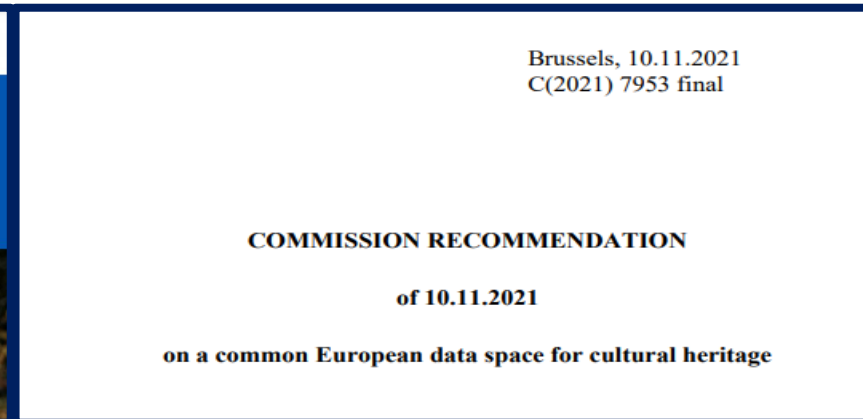 Brussels, 10.11.2021
C(2021) 7953 final
COMMISSION RECOMMENDATION
of 10.11.2021
on a common European data space for cultural heritage